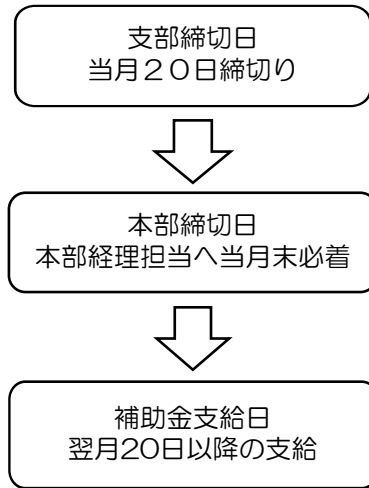 支部締切日
当月２０日締切り
本部締切日
本部経理担当へ当月末必着
補助金支給日
翌月20日以降の支給